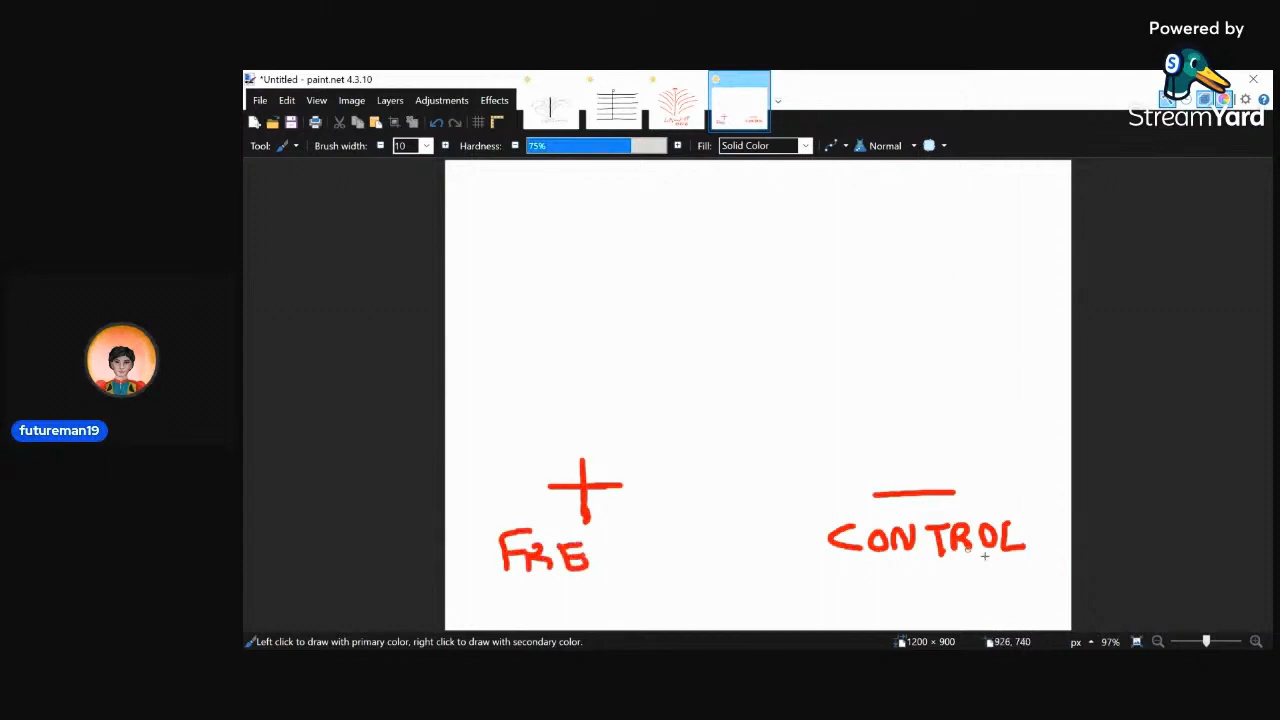 Powered by
StreamYard
*Untitled - paint.net 4.3.10
File Edit View Image Layers Adjustments Effects
Tool: Brush width: 10 Hardness: 75% Fill: Solid Color Normal
+ −
FRE CONTROL
futureman19
Left click to draw with primary color, right click to draw with secondary color. 1200 × 900 926, 740 px 97%